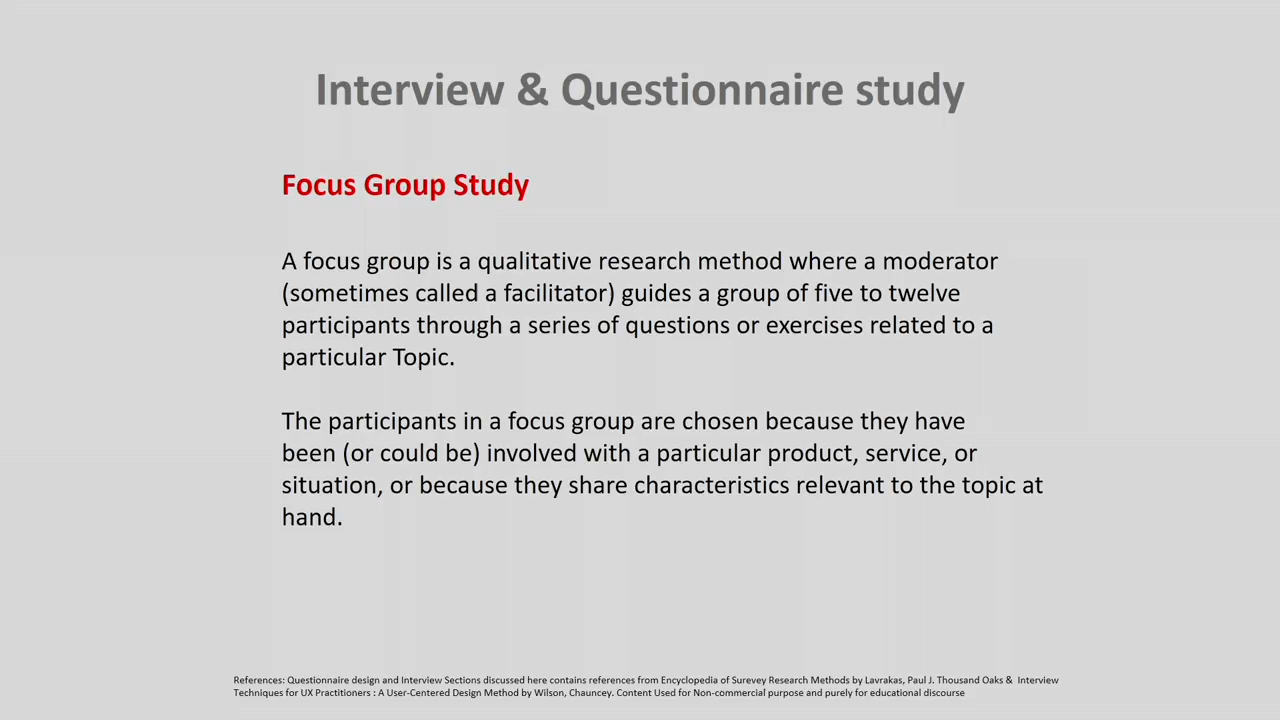 Interview & Questionnaire study
Focus Group Study
A focus group is a qualitative research method where a moderator
(sometimes called a facilitator) guides a group of five to twelve
participants through a series of questions or exercises related to a
particular Topic.
The participants in a focus group are chosen because they have
been (or could be) involved with a particular product, service, or
situation, or because they share characteristics relevant to the topic at
hand.
References: Questionnaire design and Interview Sections discussed here contains references from Encyclopedia of Surevey Research Methods by Lavrakas, Paul J. Thousand Oaks & Interview
Techniques for UX Practitioners : A User-Centered Design Method by Wilson, Chauncey. Content Used for Non-commercial purpose and purely for educational discourse